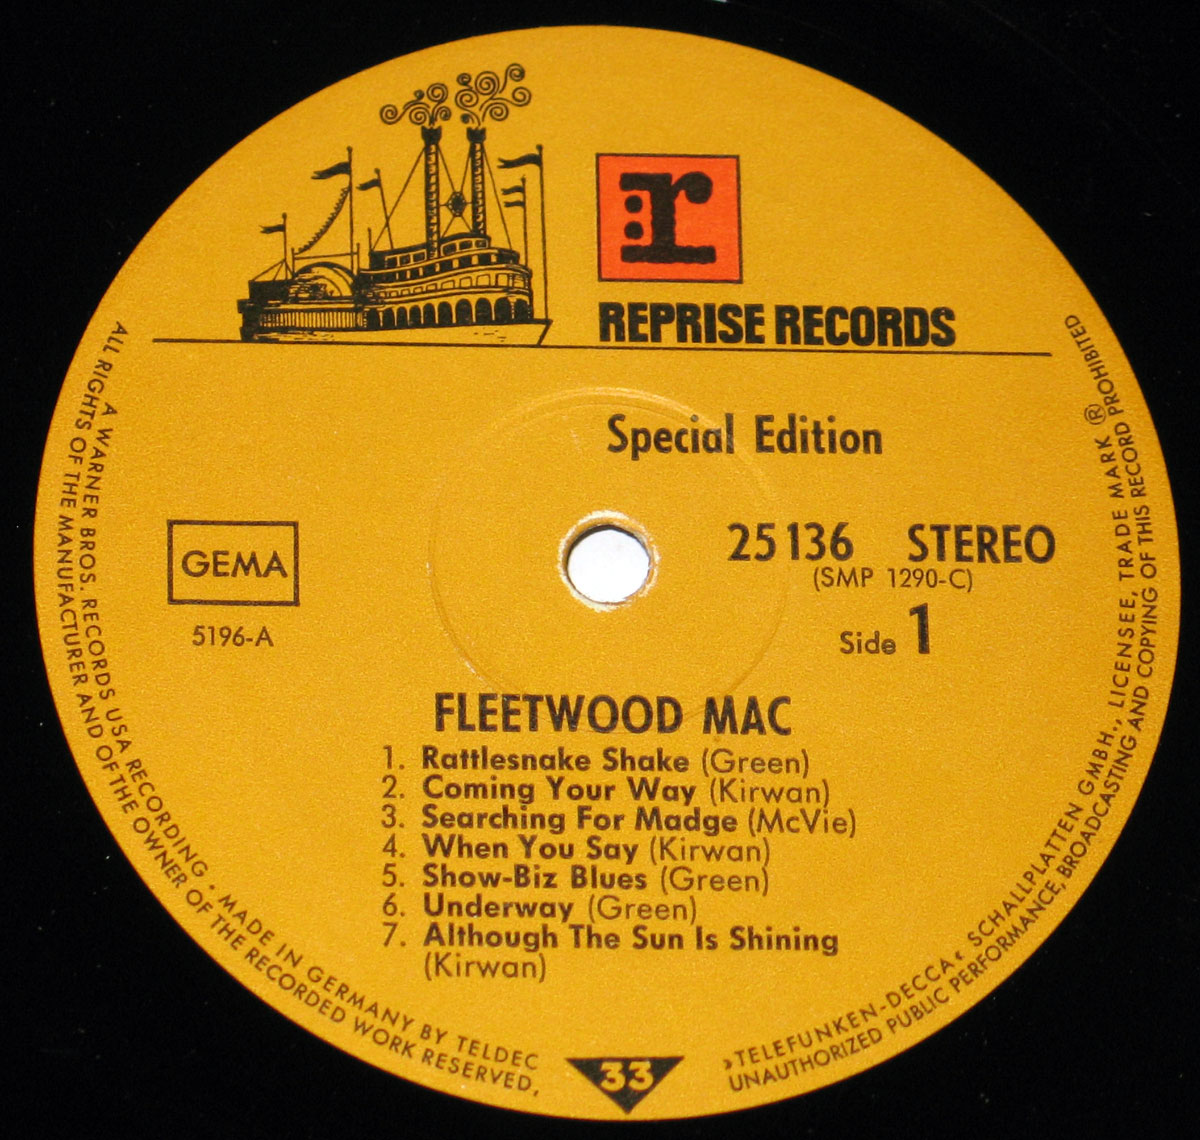 r
REPRISE RECORDS
Special Edition
GEMA
5196-A
25 136 STEREO
(SMP 1290-C)
Side 1
FLEETWOOD MAC
1. Rattlesnake Shake (Green)
2. Coming Your Way (Kirwan)
3. Searching For Madge (McVie)
4. When You Say (Kirwan)
5. Show-Biz Blues (Green)
6. Underway (Green)
7. Although The Sun Is Shining
(Kirwan)
33
A WARNER BROS. RECORDS USA RECORDING • MADE IN GERMANY BY TELDEC
»TELEFUNKEN-DECCA« SCHALLPLATTEN GMBH., LICENSEE, TRADE MARK ®
ALL RIGHTS OF THE MANUFACTURER AND OF THE OWNER OF THE RECORDED WORK RESERVED,
UNAUTHORIZED PUBLIC PERFORMANCE, BROADCASTING AND COPYING OF THIS RECORD PROHIBITED